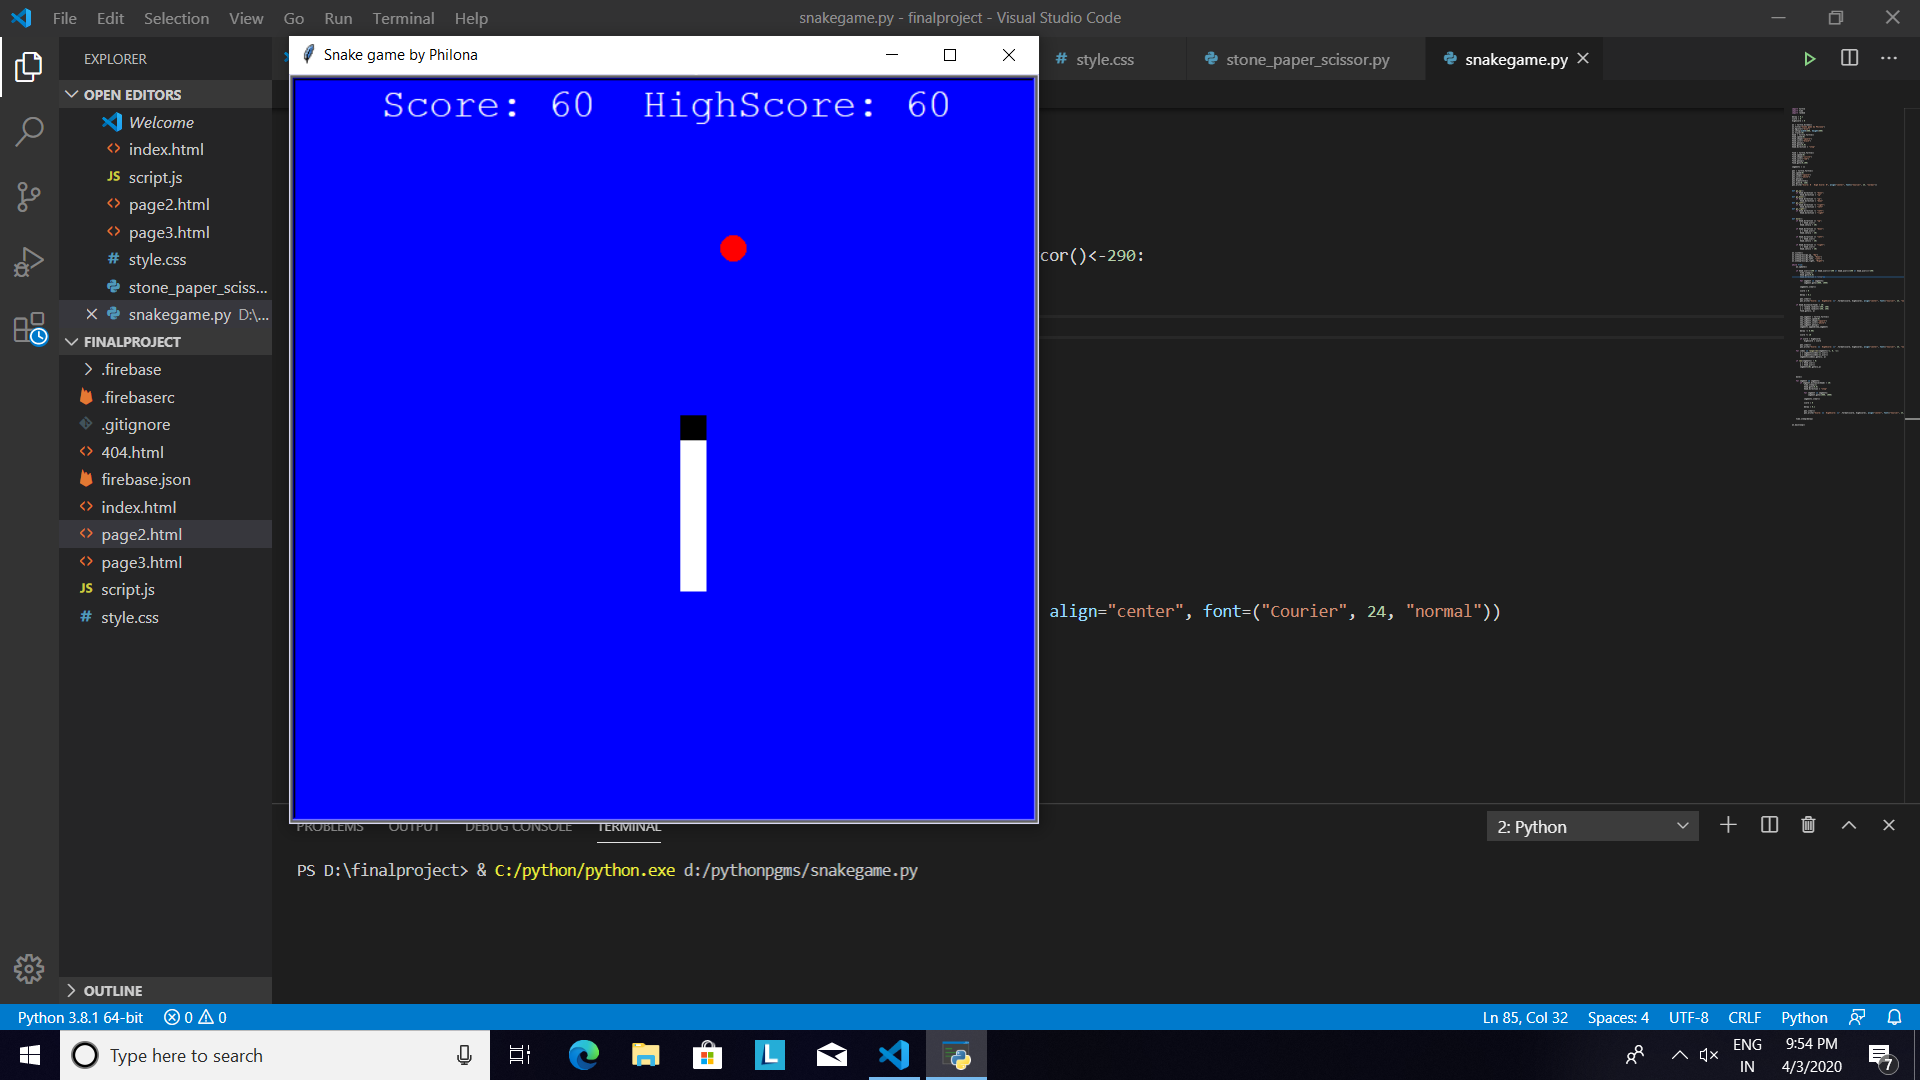 File Edit Selection View Go Run Terminal Help
snakegame.py - finalproject - Visual Studio Code
EXPLORER
Snake game by Philona
style.css
stone_paper_scissor.py
snakegame.py
OPEN EDITORS
Welcome
index.html
JS script.js
page2.html
page3.html
# style.css
stone_paper_sciss...
snakegame.py D:\...
FINALPROJECT
.firebase
.firebaserc
.gitignore
404.html
firebase.json
index.html
page2.html
page3.html
JS script.js
# style.css
OUTLINE
Score: 60 HighScore: 60
cor()<-290:
align="center", font=("Courier", 24, "normal"))
PROBLEMS OUTPUT DEBUG CONSOLE TERMINAL
2: Python
PS D:\finalproject> & C:/python/python.exe d:/pythonpgms/snakegame.py
Python 3.8.1 64-bit 0 0
Ln 85, Col 32 Spaces: 4 UTF-8 CRLF Python
Type here to search
L
ENG
IN
9:54 PM
4/3/2020
7